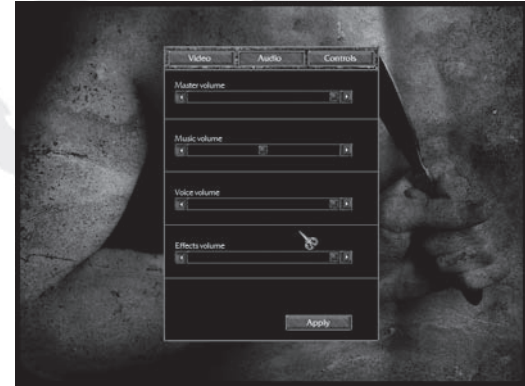 Video Audio Controls
Master volume
Music volume
Voice volume
Effects volume
Apply